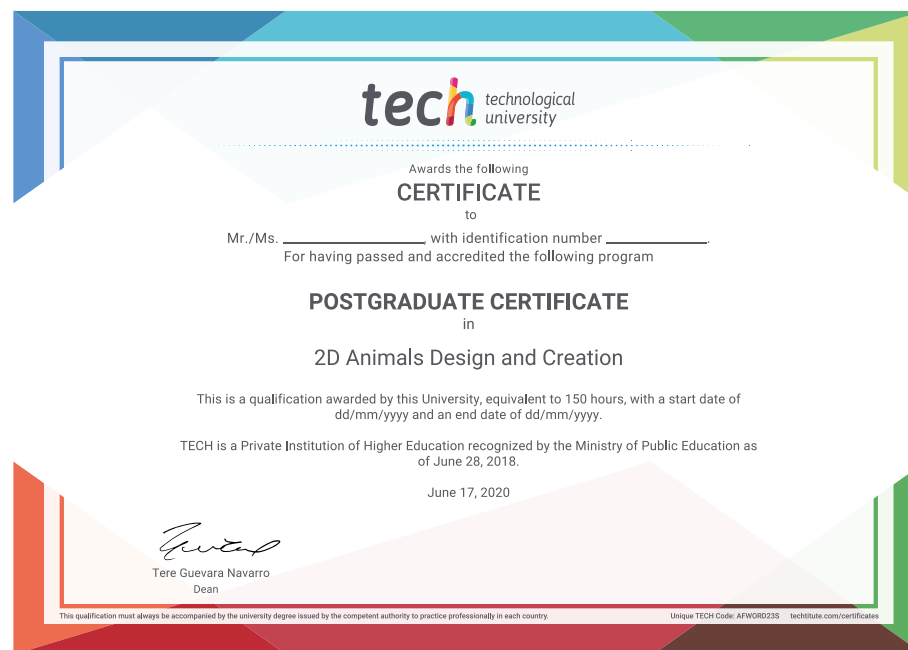 tech technological
university
Awards the following
CERTIFICATE
to
Mr./Ms. ____________, with identification number ____________.
For having passed and accredited the following program
POSTGRADUATE CERTIFICATE
in
2D Animals Design and Creation
This is a qualification awarded by this University, equivalent to 150 hours, with a start date of
dd/mm/yyyy and an end date of dd/mm/yyyy.
TECH is a Private Institution of Higher Education recognized by the Ministry of Public Education as
of June 28, 2018.
June 17, 2020
Tere Guevara Navarro
Dean
This qualification must always be accompanied by the university degree issued by the competent authority to practice professionally in each country.
Unique TECH Code: AFWORD23S techtitute.com/certificates